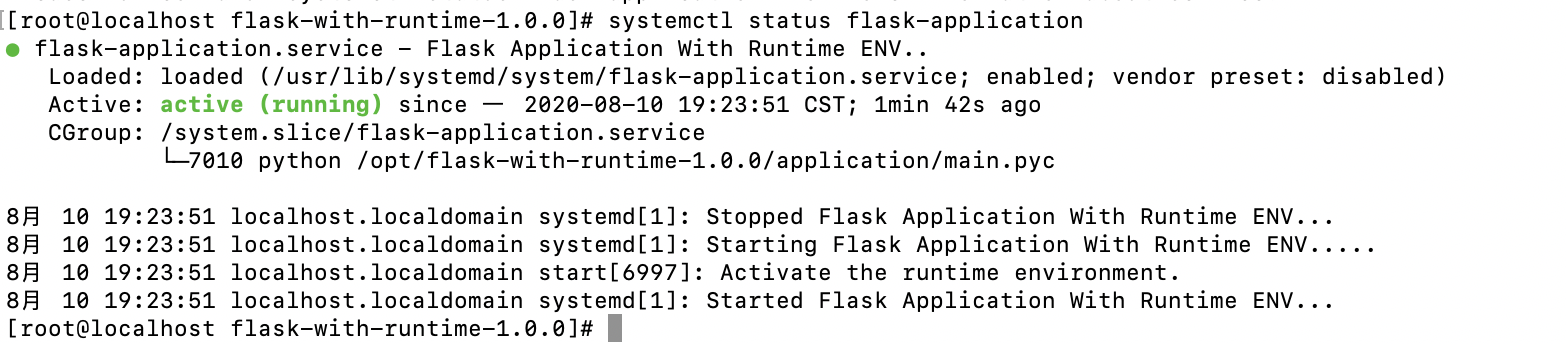 [root@localhost flask-with-runtime-1.0.0]# systemctl status flask-application
● flask-application.service - Flask Application With Runtime ENV..
Loaded: loaded (/usr/lib/systemd/system/flask-application.service; enabled; vendor preset: disabled)
Active: active (running) since 一 2020-08-10 19:23:51 CST; 1min 42s ago
CGroup: /system.slice/flask-application.service
└─7010 python /opt/flask-with-runtime-1.0.0/application/main.pyc
8月 10 19:23:51 localhost.localdomain systemd[1]: Stopped Flask Application With Runtime ENV...
8月 10 19:23:51 localhost.localdomain systemd[1]: Starting Flask Application With Runtime ENV.....
8月 10 19:23:51 localhost.localdomain start[6997]: Activate the runtime environment.
8月 10 19:23:51 localhost.localdomain systemd[1]: Started Flask Application With Runtime ENV...
[root@localhost flask-with-runtime-1.0.0]#